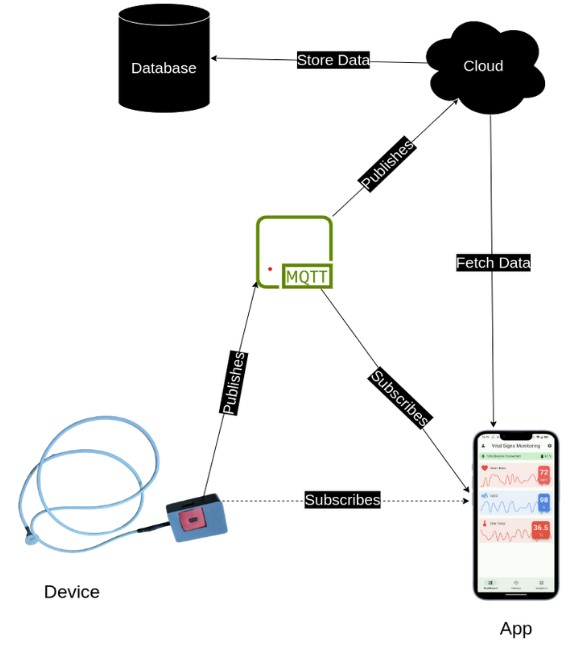 Database
Store Data
Cloud
Publishes
MQTT
Fetch Data
Publishes
Subscribes
Subscribes
Vital Signs Monitoring
72
98
36.5
Device
App